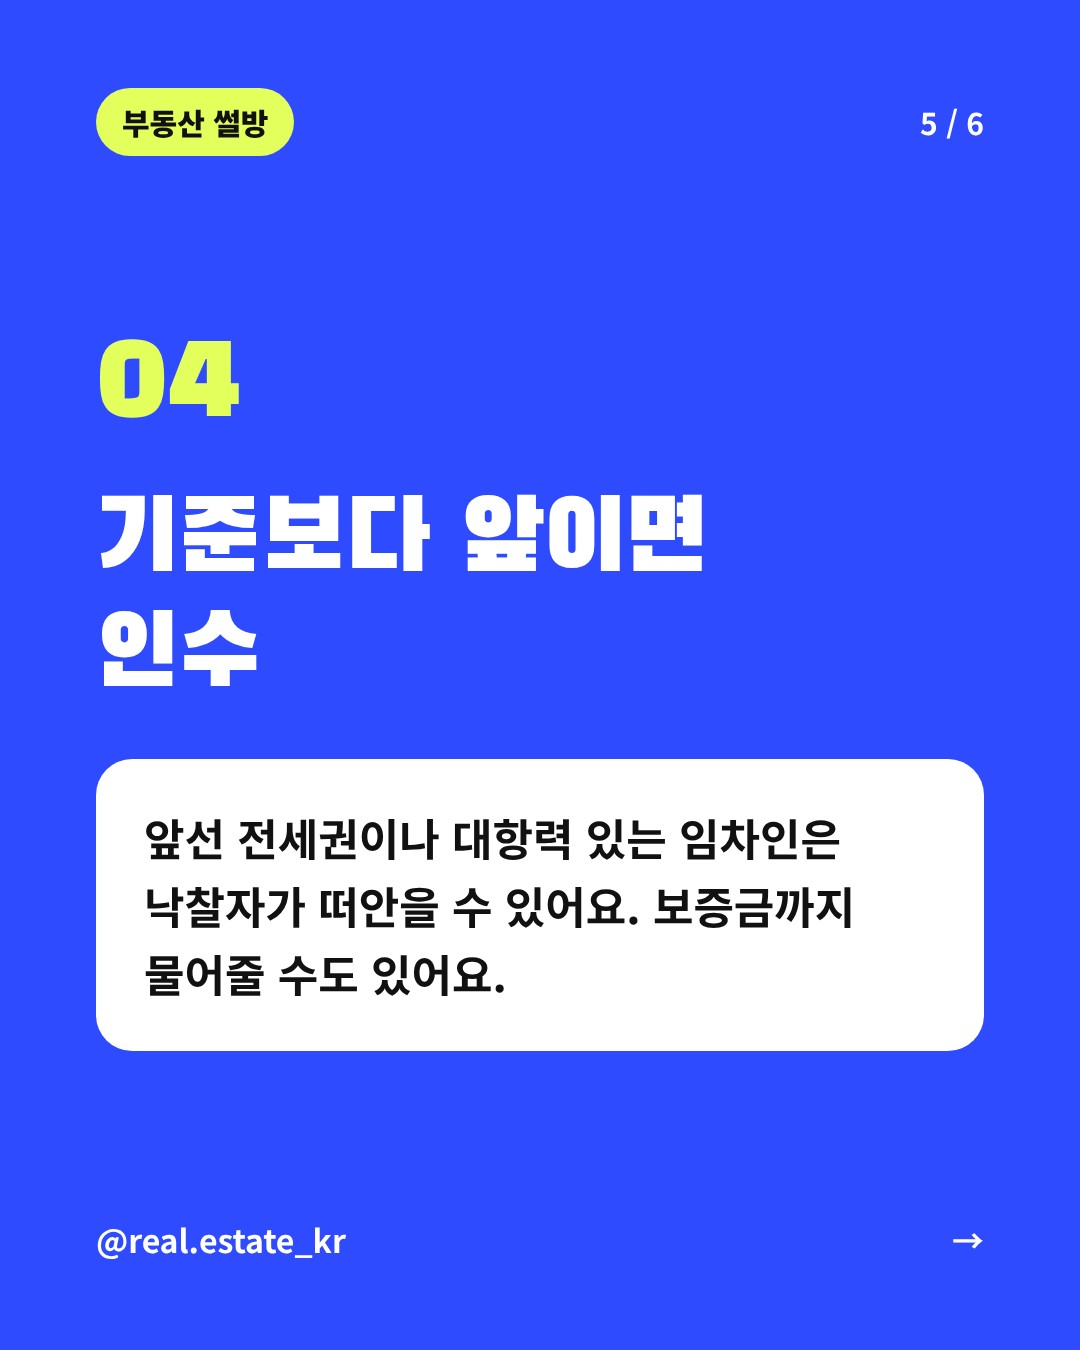 부동산 썰방
5 / 6
04
기준보다 앞이면
인수
앞선 전세권이나 대항력 있는 임차인은
낙찰자가 떠안을 수 있어요. 보증금까지
물어줄 수도 있어요.
@real.estate_kr
→